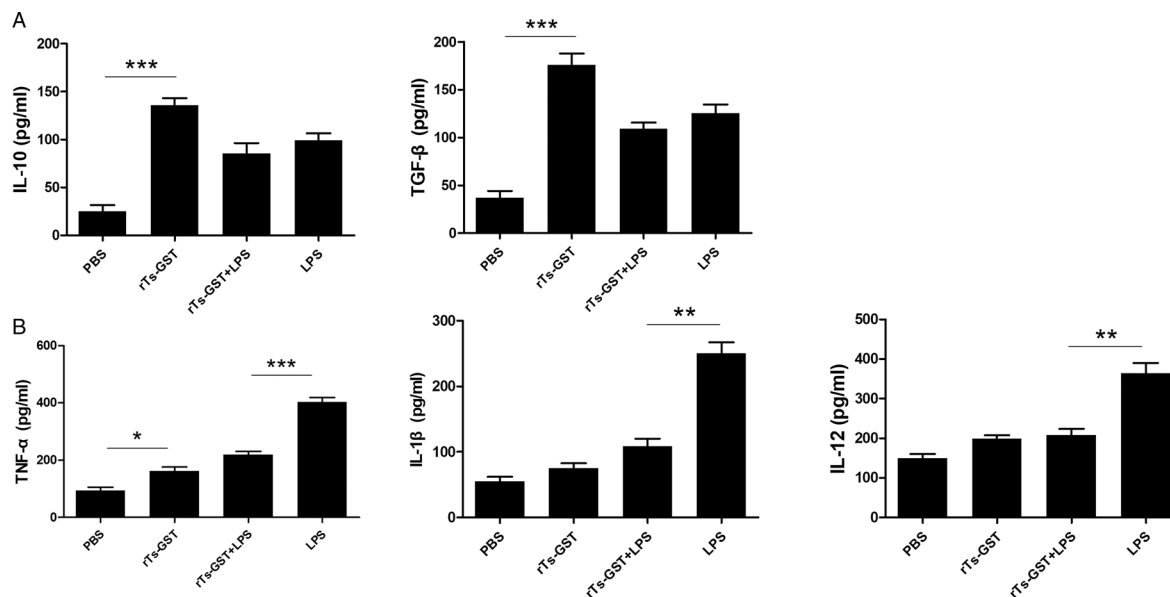 A
IL-10 (pg/ml)
200
150
100
50
0
***
PBS
rTs-GST
rTs-GST+LPS
LPS
TGF-β (pg/ml)
200
150
100
50
0
***
PBS
rTs-GST
rTs-GST+LPS
LPS
B
TNF-α (pg/ml)
600
400
200
0
*
***
PBS
rTs-GST
rTs-GST+LPS
LPS
IL-1β (pg/ml)
300
200
100
0
**
PBS
rTs-GST
rTs-GST+LPS
LPS
IL-12 (pg/ml)
500
400
300
200
100
0
**
PBS
rTs-GST
rTs-GST+LPS
LPS